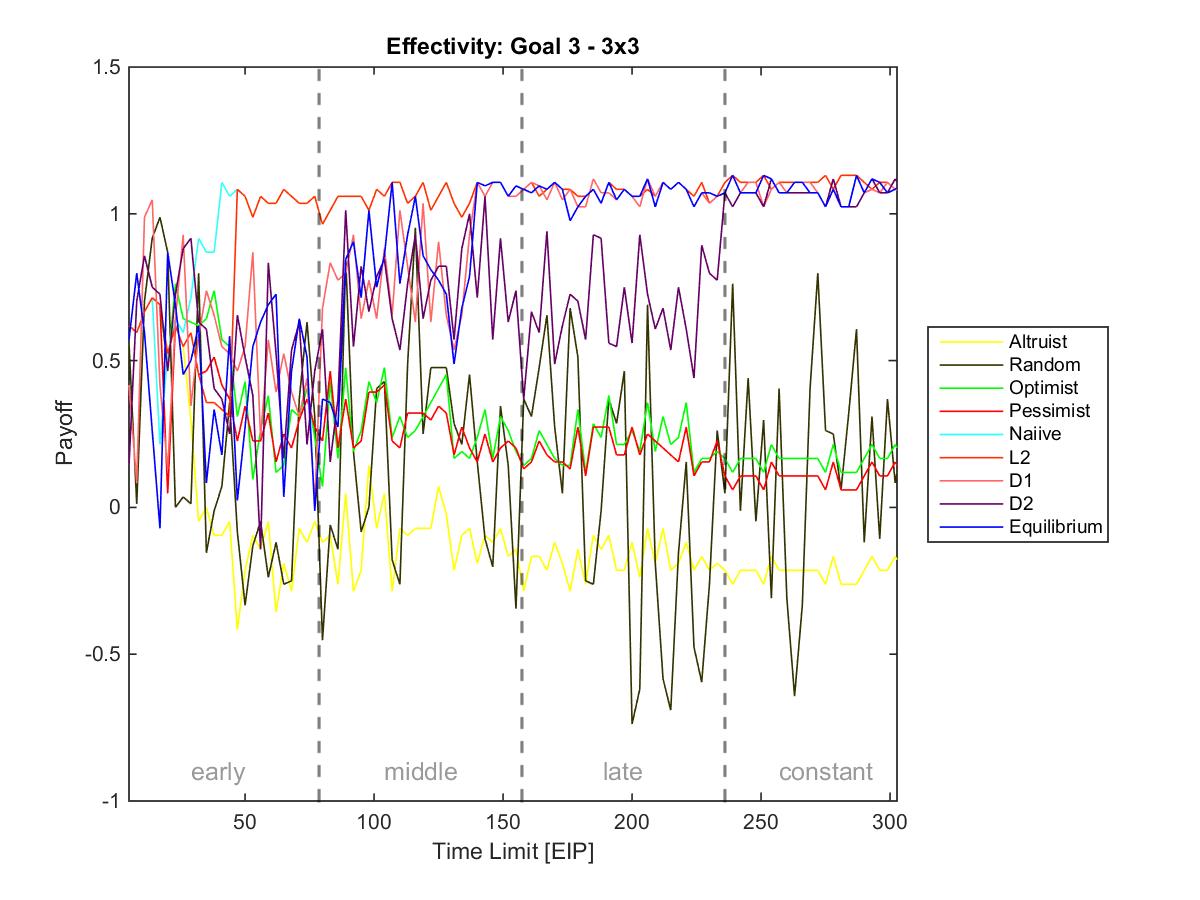 Effectivity: Goal 3 - 3x3
1.5
1
0.5
0
-0.5
-1
Payoff
early
middle
late
constant
50
100
150
200
250
300
Time Limit [EIP]
Altruist
Random
Optimist
Pessimist
Naiive
L2
D1
D2
Equilibrium